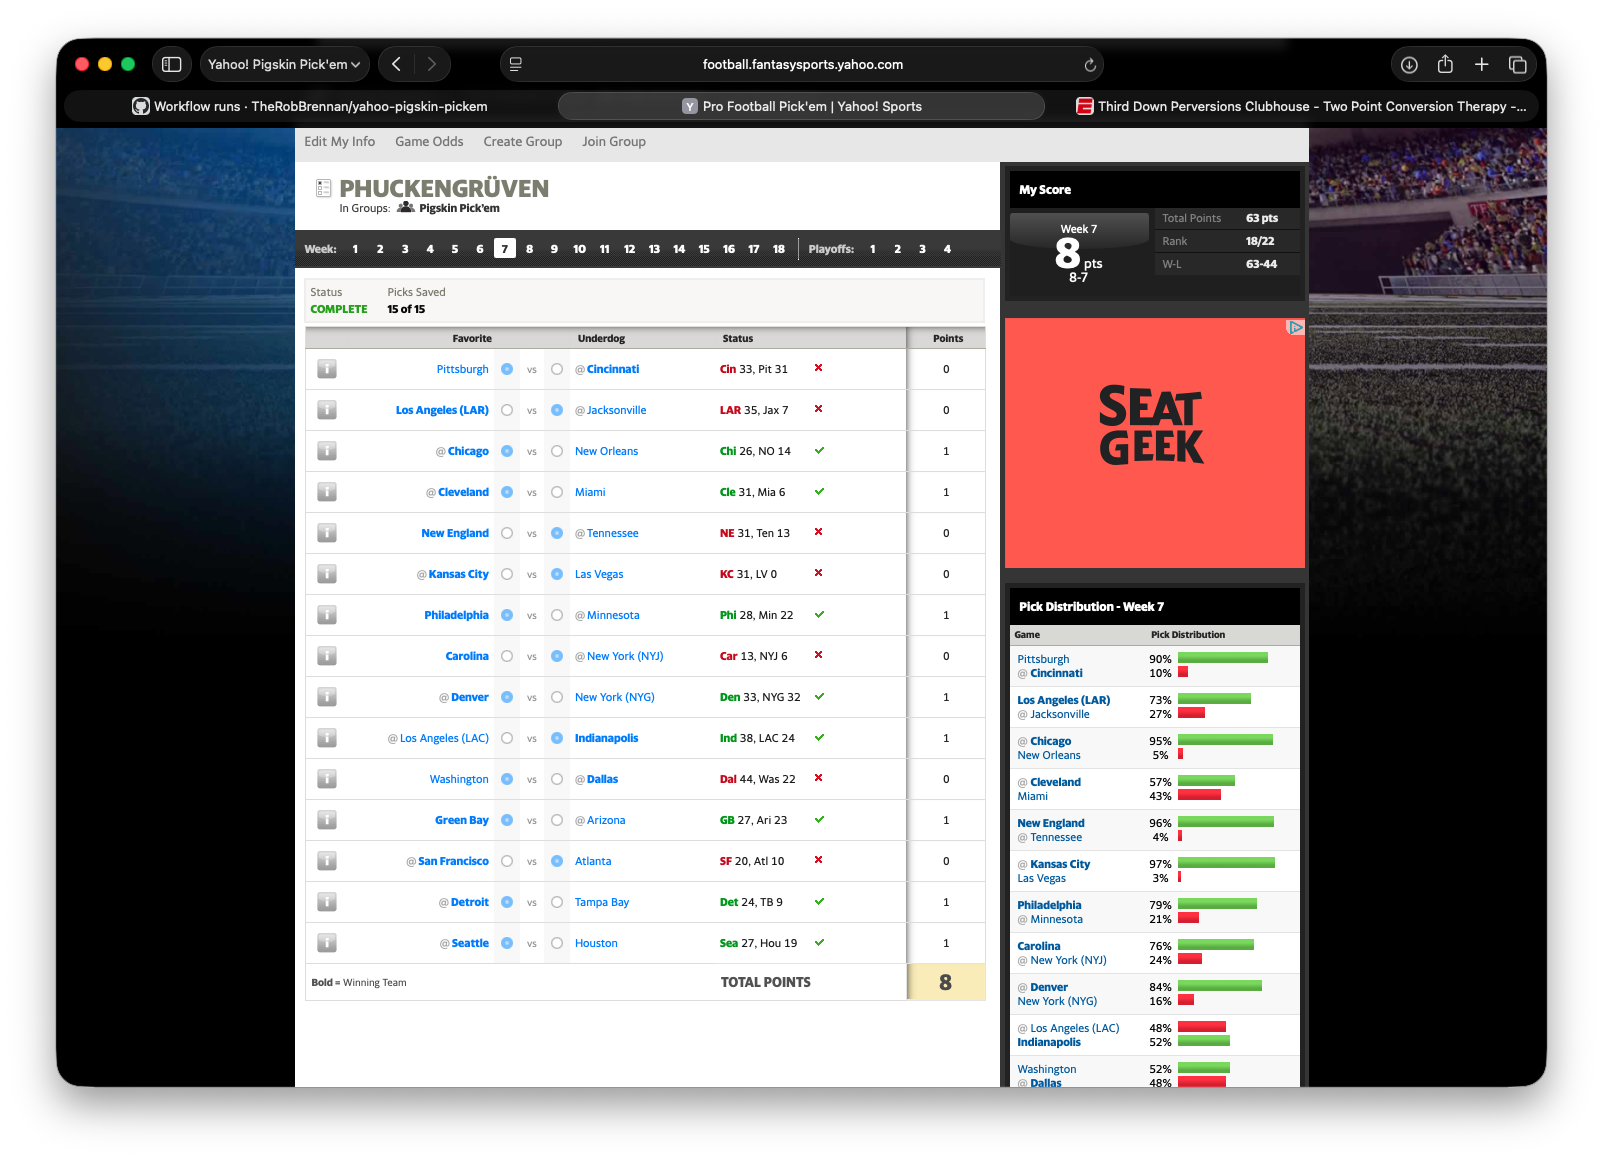 Yahoo! Pigskin Pick'em
football.fantasysports.yahoo.com
Workflow runs · TheRobBrennan/yahoo-pigskin-pickem
Y Pro Football Pick'em | Yahoo! Sports
Third Down Perversions Clubhouse - Two Point Conversion Therapy -...
Edit My Info Game Odds Create Group Join Group
PHUCKENGRÜVEN
In Groups: Pigskin Pick'em
Week: 1 2 3 4 5 6 7 8 9 10 11 12 13 14 15 16 17 18 Playoffs: 1 2 3 4
Status Picks Saved
COMPLETE 15 of 15
Favorite Underdog Status Points
i Pittsburgh vs @ Cincinnati Cin 33, Pit 31 0
i Los Angeles (LAR) vs @ Jacksonville LAR 35, Jax 7 0
i @ Chicago vs New Orleans Chi 26, NO 14 1
i @ Cleveland vs Miami Cle 31, Mia 6 1
i New England vs @ Tennessee NE 31, Ten 13 0
i @ Kansas City vs Las Vegas KC 31, LV 0 0
i Philadelphia vs @ Minnesota Phi 28, Min 22 1
i Carolina vs @ New York (NYJ) Car 13, NYJ 6 0
i @ Denver vs New York (NYG) Den 33, NYG 32 1
i @ Los Angeles (LAC) vs Indianapolis Ind 38, LAC 24 1
i Washington vs @ Dallas Dal 44, Was 22 0
i Green Bay vs @ Arizona GB 27, Ari 23 1
i @ San Francisco vs Atlanta SF 20, Atl 10 0
i @ Detroit vs Tampa Bay Det 24, TB 9 1
i @ Seattle vs Houston Sea 27, Hou 19 1
Bold = Winning Team TOTAL POINTS 8
My Score
Week 7
8 pts
8-7
Total Points 63 pts
Rank 18/22
W-L 63-44
SEAT
GEEK
Pick Distribution - Week 7
Game Pick Distribution
Pittsburgh 90%
@ Cincinnati 10%
Los Angeles (LAR) 73%
@ Jacksonville 27%
@ Chicago 95%
New Orleans 5%
@ Cleveland 57%
Miami 43%
New England 96%
@ Tennessee 4%
@ Kansas City 97%
Las Vegas 3%
Philadelphia 79%
@ Minnesota 21%
Carolina 76%
@ New York (NYJ) 24%
@ Denver 84%
New York (NYG) 16%
@ Los Angeles (LAC) 48%
Indianapolis 52%
Washington 52%
@ Dallas 48%